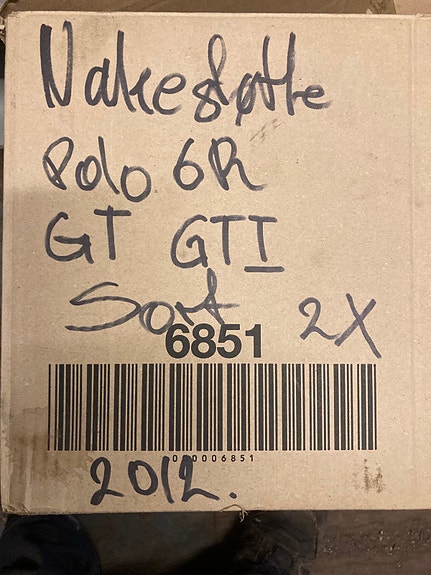 Nakkestøtte
Polo 6R
GT GTI
Sort 2X
6851
0000006851
2012.